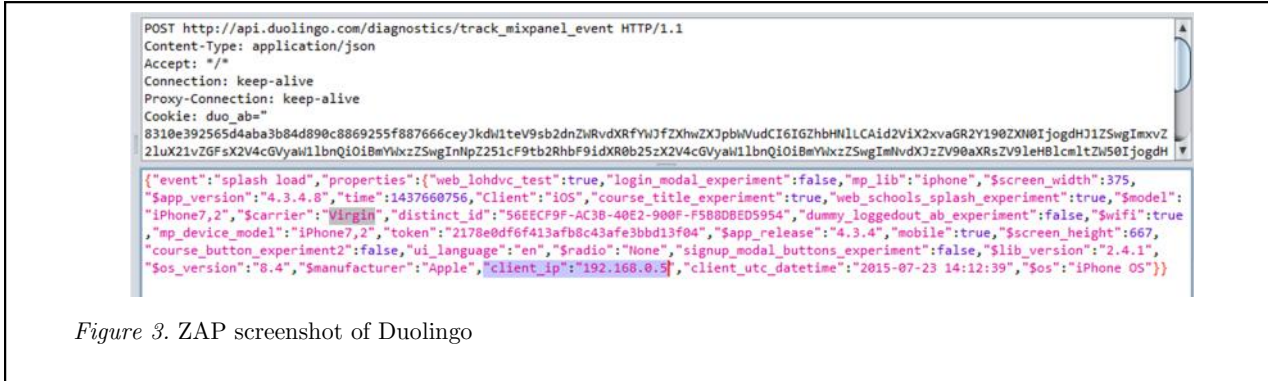 POST http://api.duolingo.com/diagnostics/track_mixpanel_event HTTP/1.1
Content-Type: application/json
Accept: "/"
Connection: keep-alive
Proxy-Connection: keep-alive
Cookie: duo_ab="
8310e392565d4aba3b84d890c8869255f887666ceyJkdW1teV9sb2dnZWRvdXRfYWJfZXhwZXJpbWVudCI6IGZhbHNlLCAid2ViX2xvaGR2Y190ZXN0IjogdHJ1ZSwgImxvZ
2luX21vZGFsX2V4cGVyaW1lbnQiOiBmYWxzZSwgInNpZ251cF9tb2RhbF9idXR0b25zX2V4cGVyaW1lbnQiOiBmYWxzZSwgImNvdXJzZV90aXRsZV9leHBlcmltZW50IjogdH
{"event":"splash load","properties":{"web_lohdvc_test":true,"login_modal_experiment":false,"mp_lib":"iphone","$screen_width":375,
"$app_version":"4.3.4.8","time":1437660756,"Client":"iOS","course_title_experiment":true,"web_schools_splash_experiment":true,"$model":
"iPhone7,2","$carrier":"Virgin","distinct_id":"56EECF9F-AC3B-40E2-900F-F5B8DBED5954","dummy_loggedout_ab_experiment":false,"$wifi":true
,"mp_device_model":"iPhone7,2","token":"2178e0df6f413afb8c43afe3bbd13f04","$app_release":"4.3.4","mobile":true,"$screen_height":667,
"course_button_experiment2":false,"ui_language":"en","$radio":"None","signup_modal_buttons_experiment":false,"$lib_version":"2.4.1",
"$os_version":"8.4","$manufacturer":"Apple","client_ip":"192.168.0.5","client_utc_datetime":"2015-07-23 14:12:39","$os":"iPhone OS"}}
Figure 3. ZAP screenshot of Duolingo